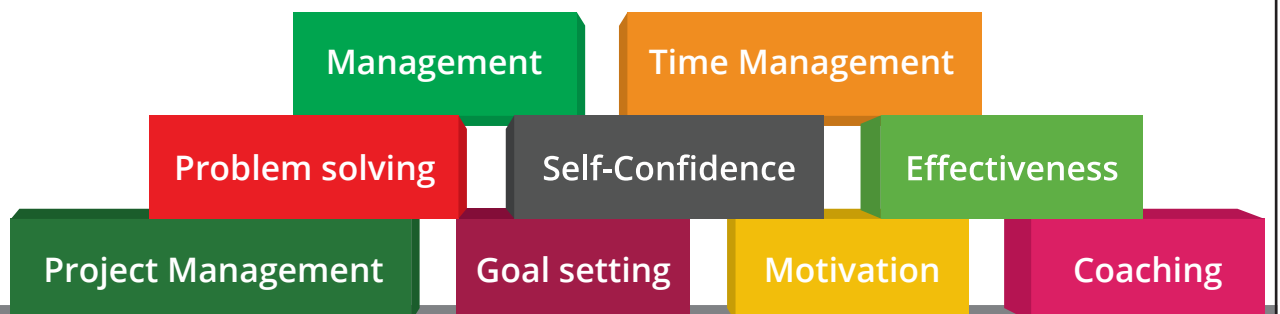 Management
Time Management
Problem solving
Self-Confidence
Effectiveness
Project Management
Goal setting
Motivation
Coaching